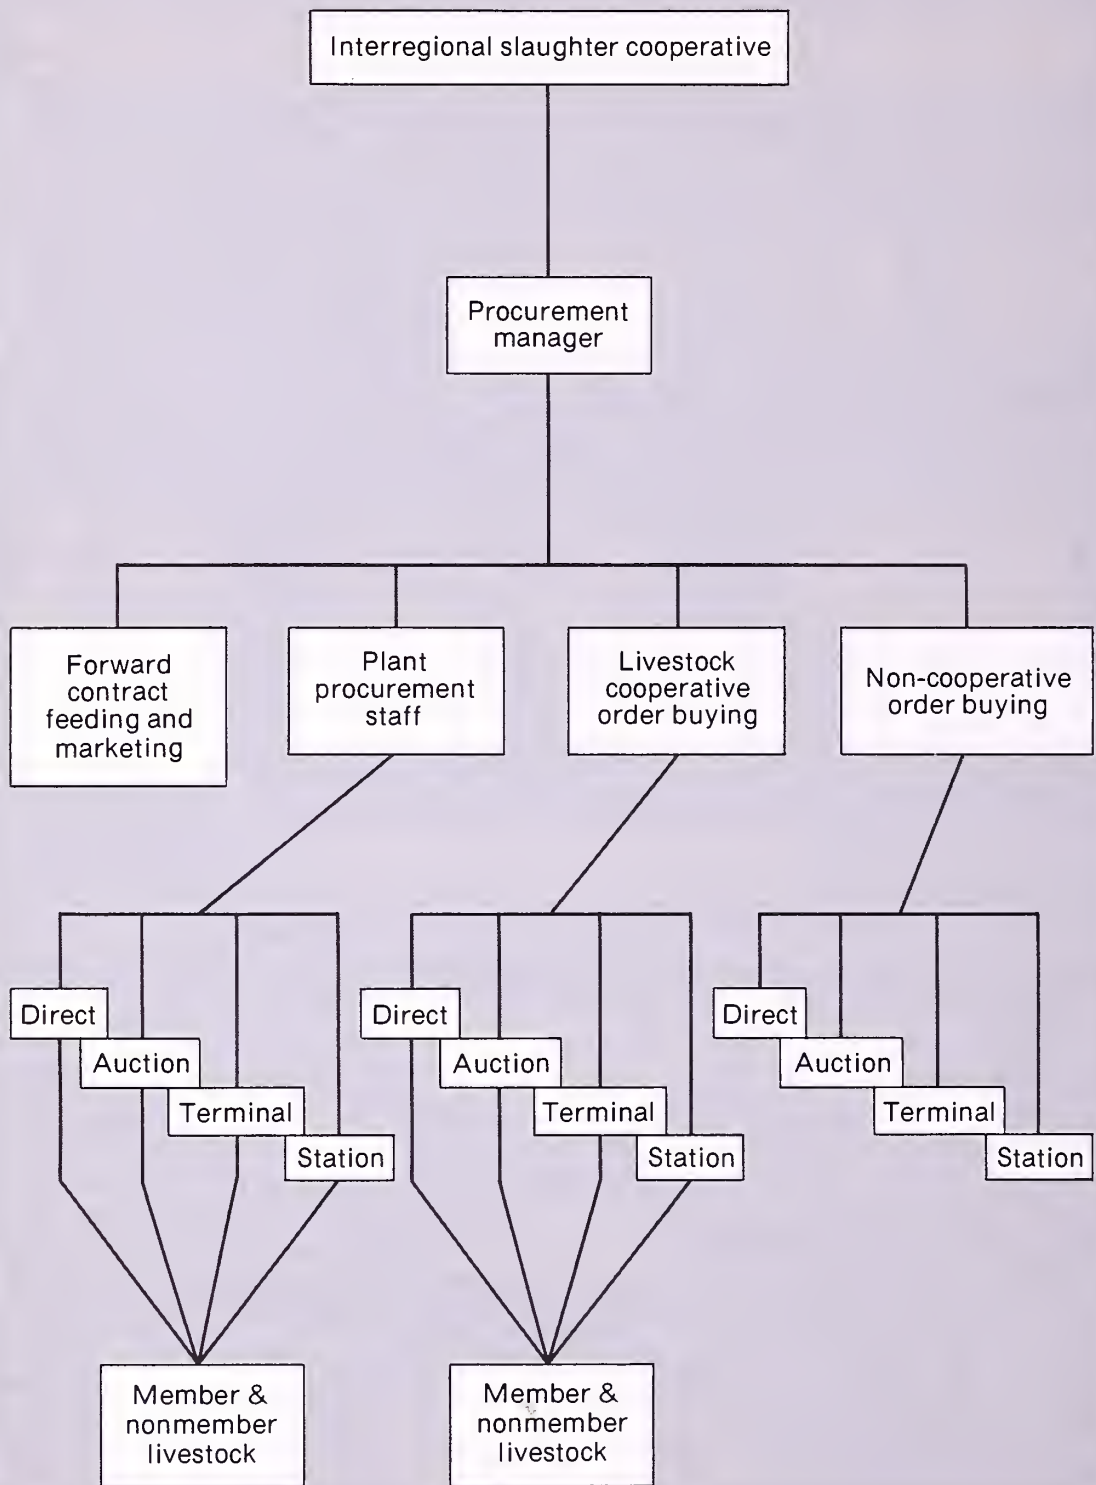 Interregional slaughter cooperative
Procurement
manager
Forward
contract
feeding and
marketing
Plant
procurement
staff
Livestock
cooperative
order buying
Non-cooperative
order buying
Direct
Auction
Terminal
Station
Direct
Auction
Terminal
Station
Direct
Auction
Terminal
Station
Member &
nonmember
livestock
Member &
nonmember
livestock